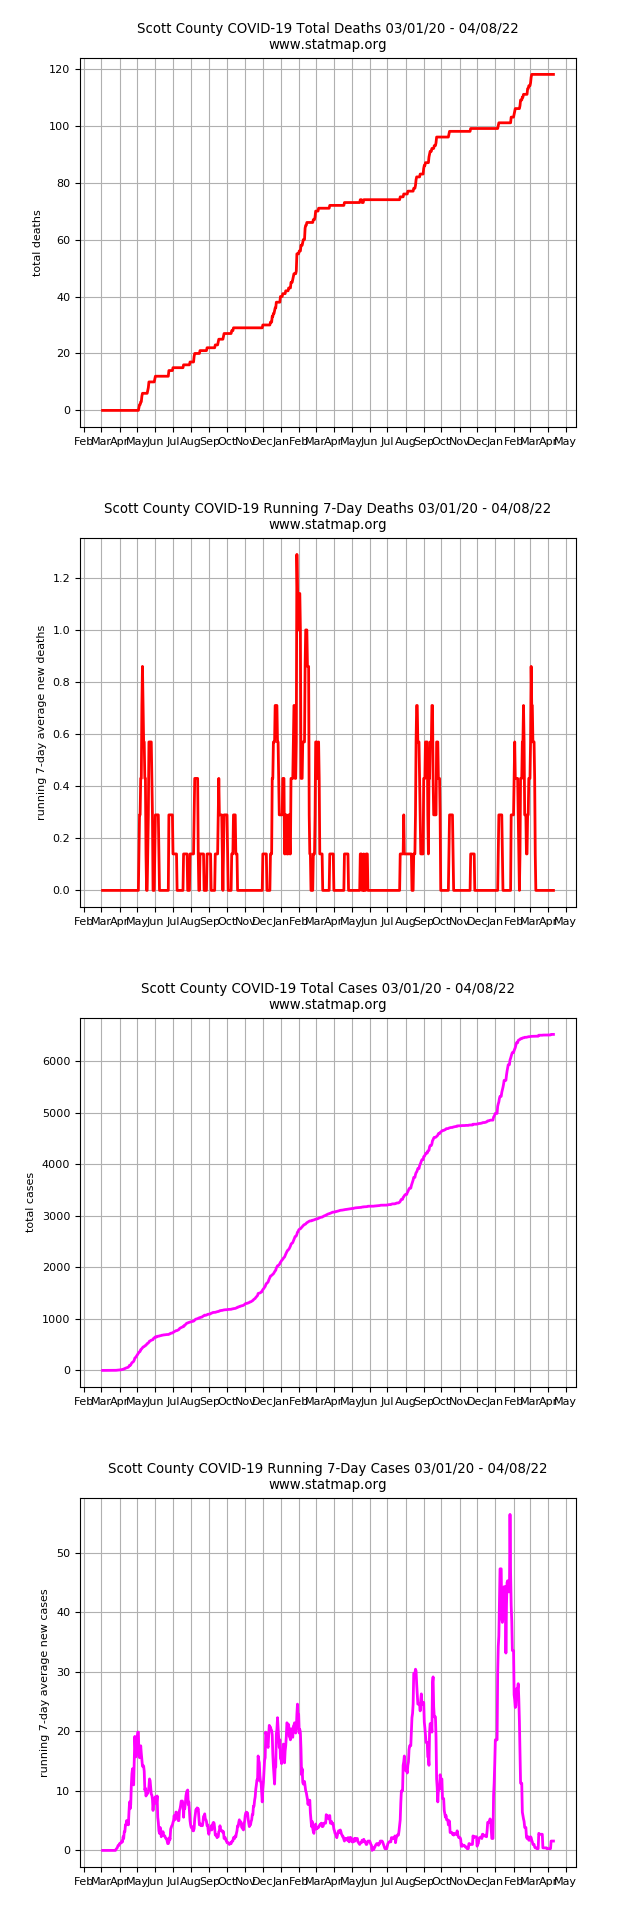 Scott County COVID-19 Total Deaths 03/01/20 - 04/08/22
www.statmap.org
120
100
80
60
40
20
0
total deaths
Feb Mar Apr May Jun Jul Aug Sep Oct Nov Dec Jan Feb Mar Apr May Jun Jul Aug Sep Oct Nov Dec Jan Feb Mar Apr May
Scott County COVID-19 Running 7-Day Deaths 03/01/20 - 04/08/22
www.statmap.org
1.2
1.0
0.8
0.6
0.4
0.2
0.0
running 7-day average new deaths
Feb Mar Apr May Jun Jul Aug Sep Oct Nov Dec Jan Feb Mar Apr May Jun Jul Aug Sep Oct Nov Dec Jan Feb Mar Apr May
Scott County COVID-19 Total Cases 03/01/20 - 04/08/22
www.statmap.org
6000
5000
4000
3000
2000
1000
0
total cases
Feb Mar Apr May Jun Jul Aug Sep Oct Nov Dec Jan Feb Mar Apr May Jun Jul Aug Sep Oct Nov Dec Jan Feb Mar Apr May
Scott County COVID-19 Running 7-Day Cases 03/01/20 - 04/08/22
www.statmap.org
50
40
30
20
10
0
running 7-day average new cases
Feb Mar Apr May Jun Jul Aug Sep Oct Nov Dec Jan Feb Mar Apr May Jun Jul Aug Sep Oct Nov Dec Jan Feb Mar Apr May